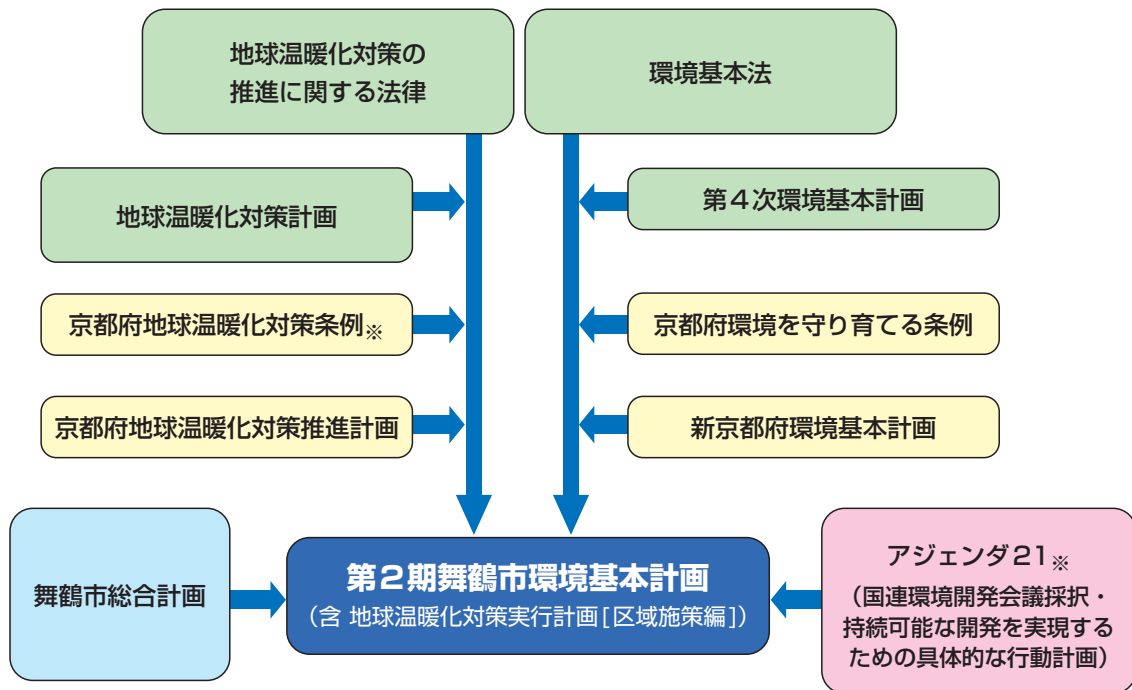 地球温暖化対策の
推進に関する法律
環境基本法
地球温暖化対策計画
第4次環境基本計画
京都府地球温暖化対策条例※
京都府環境を守り育てる条例
京都府地球温暖化対策推進計画
新京都府環境基本計画
舞鶴市総合計画
第2期舞鶴市環境基本計画
(含 地球温暖化対策実行計画[区域施策編])
アジェンダ21※
(国連環境開発会議採択・
持続可能な開発を実現する
ための具体的な行動計画)